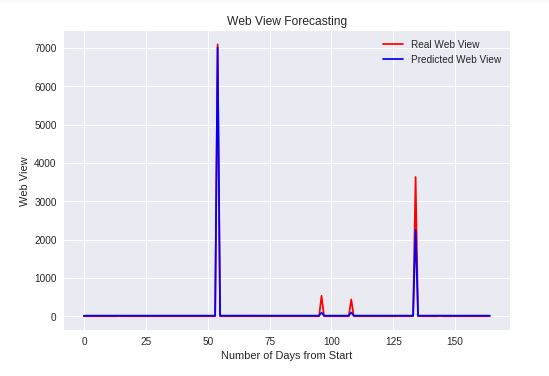 Web View Forecasting
Real Web View
Predicted Web View
7000
6000
5000
4000
3000
2000
1000
0
Web View
0 25 50 75 100 125 150
Number of Days from Start